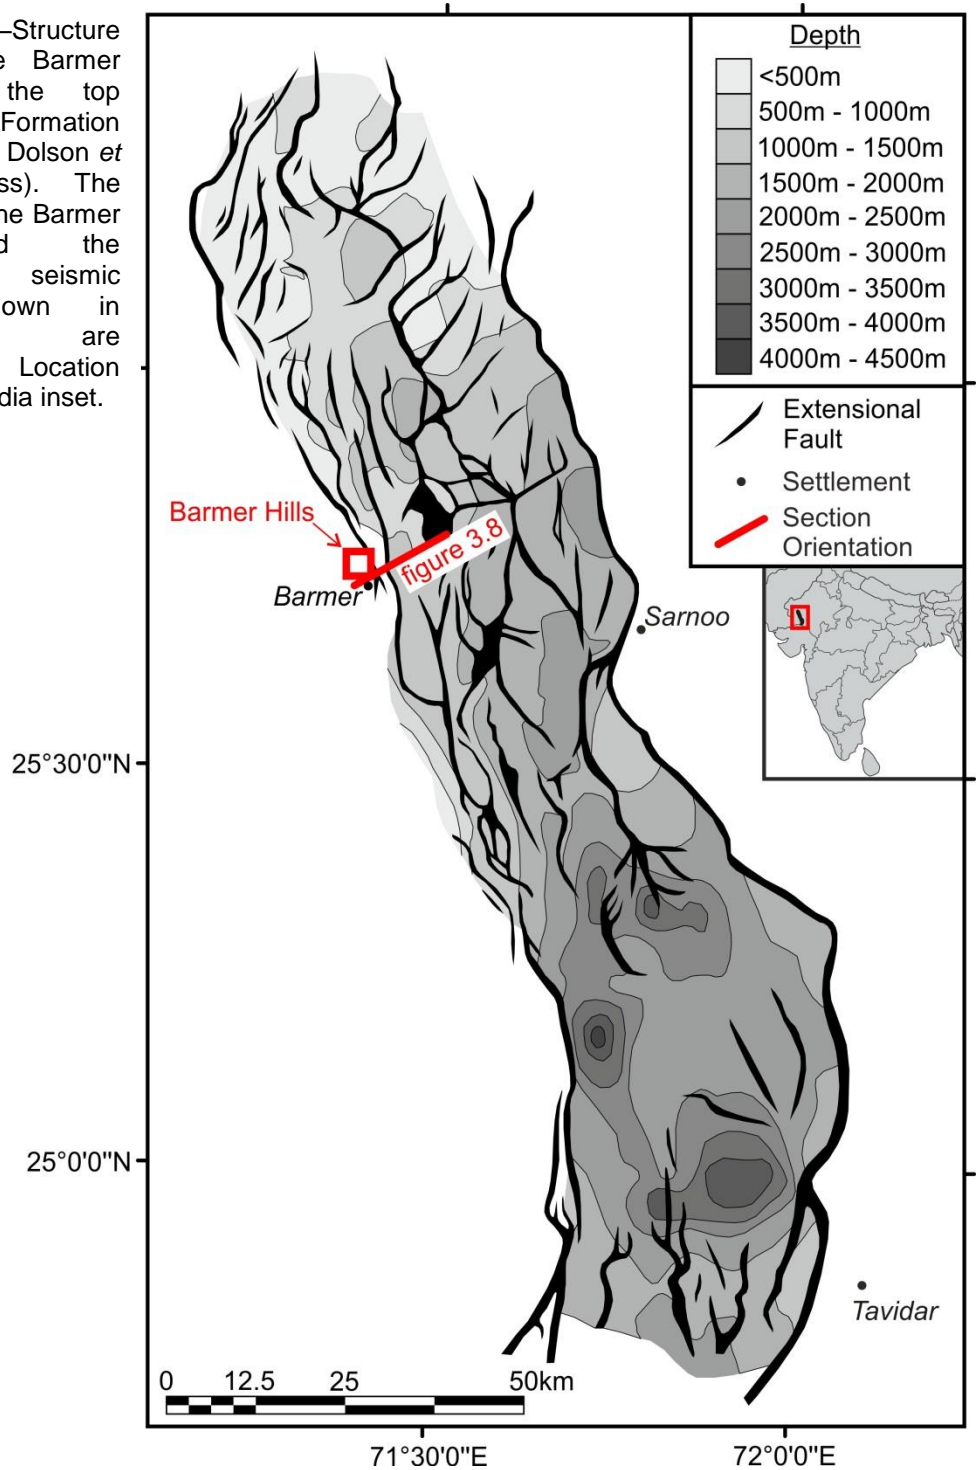 –Structure
e Barmer
the top
Formation
Dolson et
ss). The
he Barmer
d the
seismic
own in
are
Location
dia inset.
Depth
<500m
500m - 1000m
1000m - 1500m
1500m - 2000m
2000m - 2500m
2500m - 3000m
3000m - 3500m
3500m - 4000m
4000m - 4500m
Extensional
Fault
Settlement
Section
Orientation
Barmer Hills
figure 3.8
Barmer
Sarnoo
25°30'0"N
25°0'0"N
Tavidar
0 12.5 25 50km
71°30'0"E 72°0'0"E